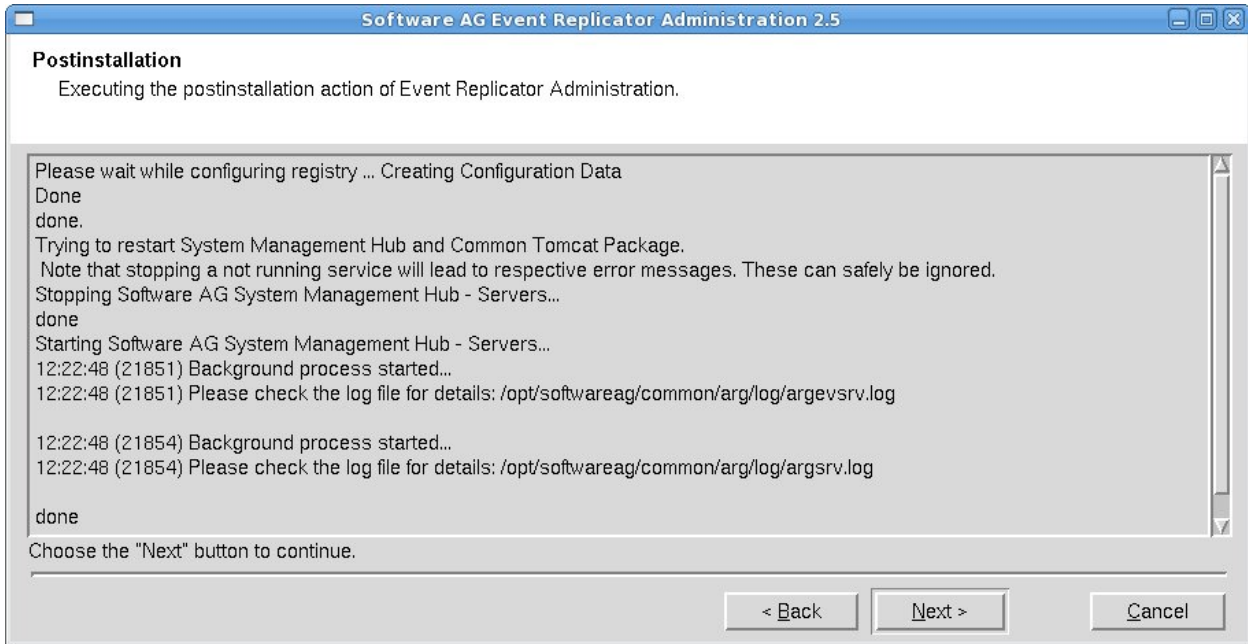 Software AG Event Replicator Administration 2.5
Postinstallation
Executing the postinstallation action of Event Replicator Administration.
Please wait while configuring registry ... Creating Configuration Data
Done
done.
Trying to restart System Management Hub and Common Tomcat Package.
Note that stopping a not running service will lead to respective error messages. These can safely be ignored.
Stopping Software AG System Management Hub - Servers...
done
Starting Software AG System Management Hub - Servers...
12:22:48 (21851) Background process started...
12:22:48 (21851) Please check the log file for details: /opt/softwareag/common/arg/log/argevsrv.log
12:22:48 (21854) Background process started...
12:22:48 (21854) Please check the log file for details: /opt/softwareag/common/arg/log/argsrv.log
done
Choose the "Next" button to continue.
< Back Next > Cancel